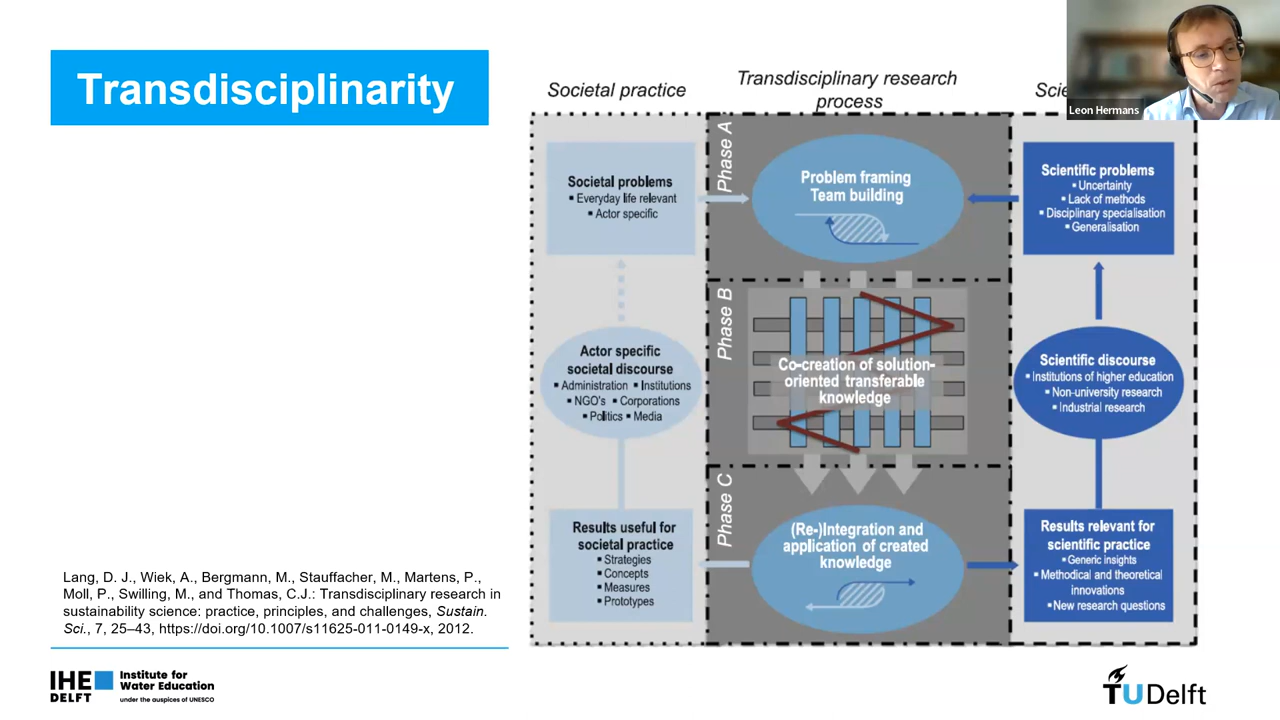 Transdisciplinarity
Societal practice
Transdisciplinary research
process
Leon Hermans
Phase A
Societal problems
▪ Everyday life relevant
▪ Actor specific
Problem framing
Team building
Scientific problems
▪ Uncertainty
▪ Lack of methods
▪ Disciplinary specialisation
▪ Generalisation
Phase B
Actor specific
societal discourse
▪ Administration ▪ Institutions
▪ NGO's ▪ Corporations
▪ Politics ▪ Media
Co-creation of solution-
oriented transferable
knowledge
Scientific discourse
▪ Institutions of higher education
▪ Non-university research
▪ Industrial research
Phase C
Results useful for
societal practice
▪ Strategies
▪ Concepts
▪ Measures
▪ Prototypes
(Re-)Integration and
application of created
knowledge
Results relevant for
scientific practice
▪ Generic insights
▪ Methodical and theoretical
innovations
▪ New research questions
Lang, D. J., Wiek, A., Bergmann, M., Stauffacher, M., Martens, P.,
Moll, P., Swilling, M., and Thomas, C.J.: Transdisciplinary research in
sustainability science: practice, principles, and challenges, Sustain.
Sci., 7, 25–43, https://doi.org/10.1007/s11625-011-0149-x, 2012.
IHE
DELFT
Institute for
Water Education
under the auspices of UNESCO
TUDelft